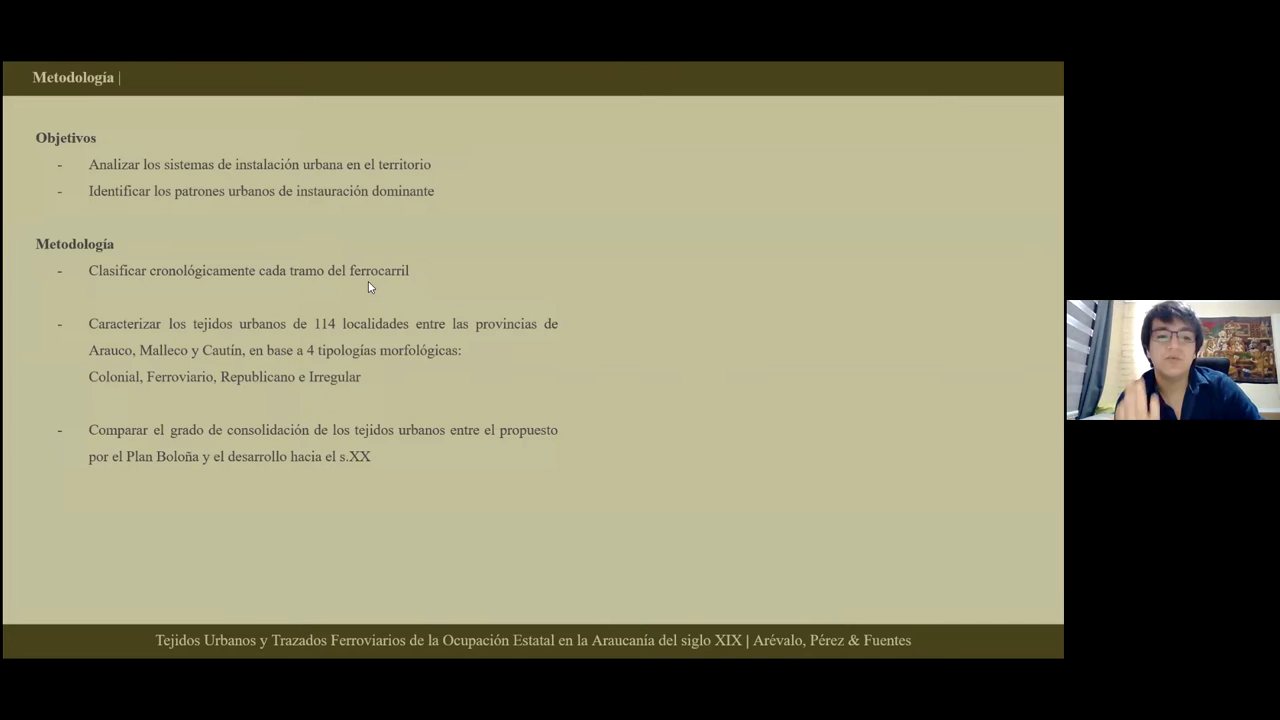 Metodología |
Objetivos
- Analizar los sistemas de instalación urbana en el territorio
- Identificar los patrones urbanos de instauración dominante
Metodología
- Clasificar cronológicamente cada tramo del ferrocarril
- Caracterizar los tejidos urbanos de 114 localidades entre las provincias de
Arauco, Malleco y Cautín, en base a 4 tipologías morfológicas:
Colonial, Ferroviario, Republicano e Irregular
- Comparar el grado de consolidación de los tejidos urbanos entre el propuesto
por el Plan Boloña y el desarrollo hacia el s.XX
Tejidos Urbanos y Trazados Ferroviarios de la Ocupación Estatal en la Araucanía del siglo XIX | Arévalo, Pérez & Fuentes